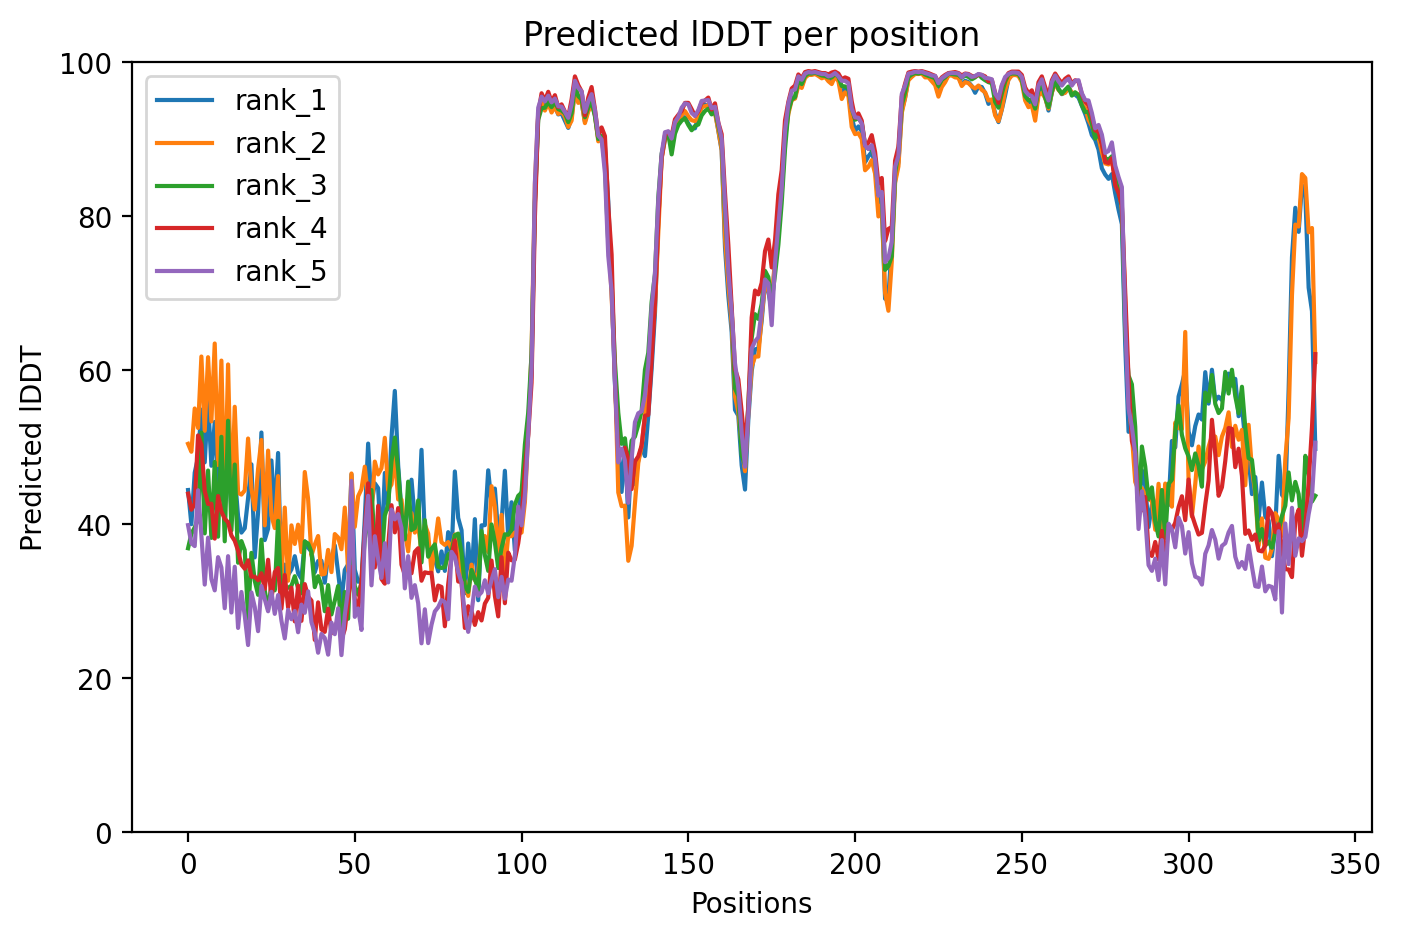 Predicted lDDT per position
Predicted lDDT
100
80
60
40
20
0
rank_1
rank_2
rank_3
rank_4
rank_5
0 50 100 150 200 250 300 350
Positions